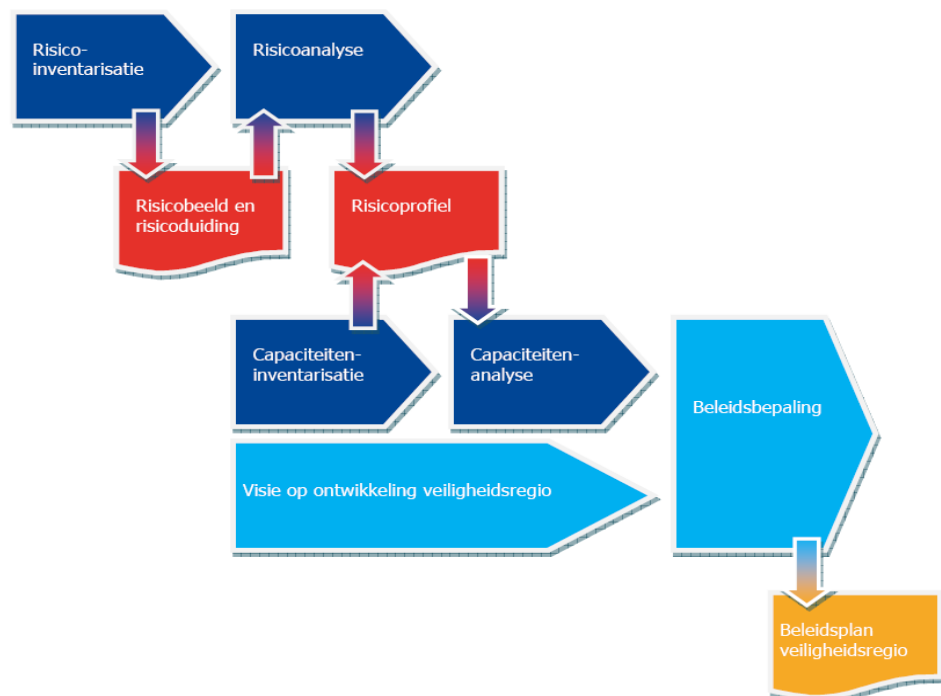 Risico-
inventarisatie
Risicoanalyse
Risicobeeld en
risicoduiding
Risicoprofiel
Capaciteiten-
inventarisatie
Capaciteiten-
analyse
Beleidsbepaling
Visie op ontwikkeling veiligheidsregio
Beleidsplan
veiligheidsregio